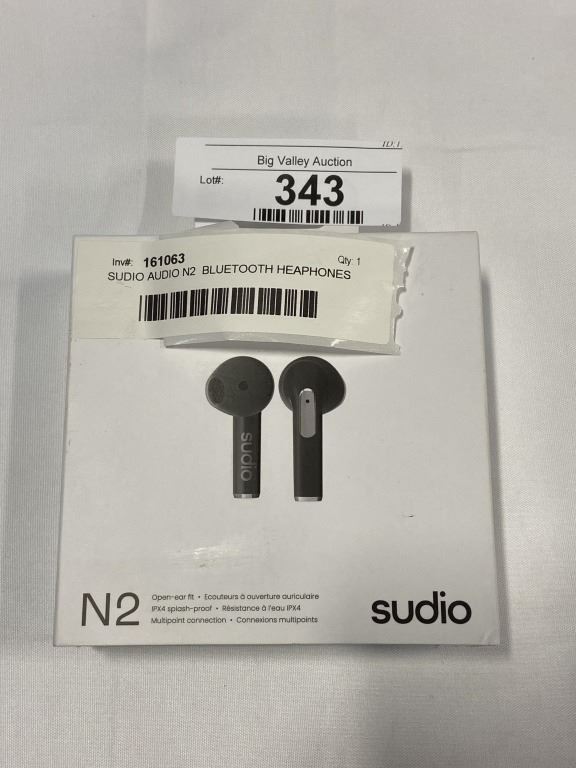 ID:1
Big Valley Auction
Lot#: 343
Inv#: 161063 Qty: 1
SUDIO AUDIO N2 BLUETOOTH HEAPHONES
sudio
N2
Open-ear fit • Ecouteurs à ouverture auriculaire
IPX4 splash-proof • Résistance à l'eau IPX4
Multipoint connection • Connexions multipoints
sudio